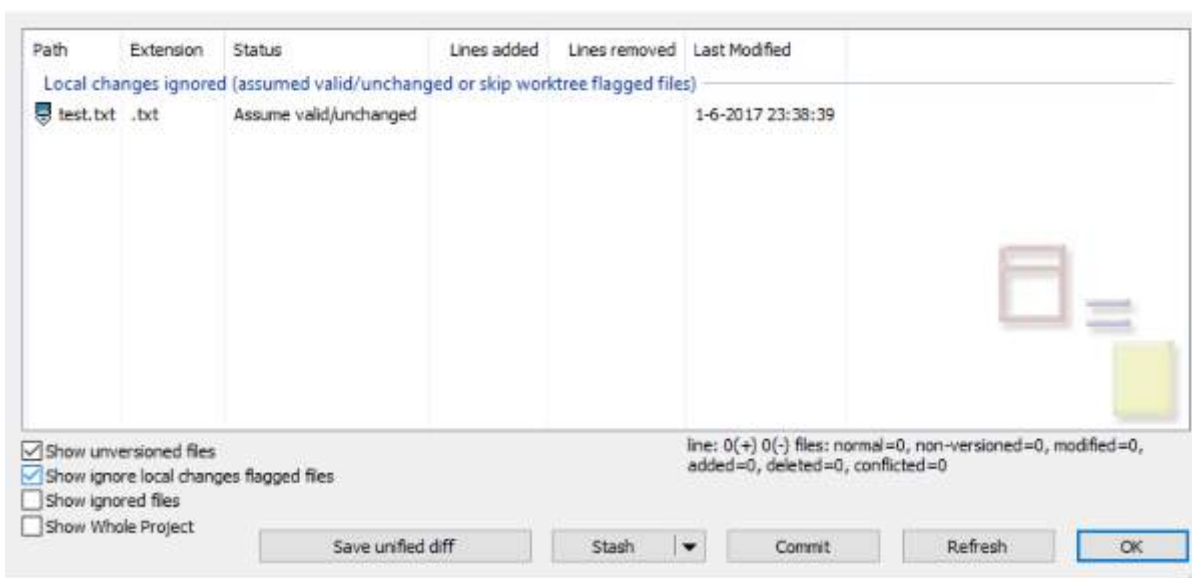 Path Extension Status Lines added Lines removed Last Modified
Local changes ignored (assumed valid/unchanged or skip worktree flagged files)
test.txt .txt Assume valid/unchanged 1-6-2017 23:38:39
Show unversioned files
Show ignore local changes flagged files
Show ignored files
Show Whole Project
line: 0(+) 0(-) files: normal=0, non-versioned=0, modified=0,
added=0, deleted=0, conflicted=0
Save unified diff Stash Commit Refresh OK